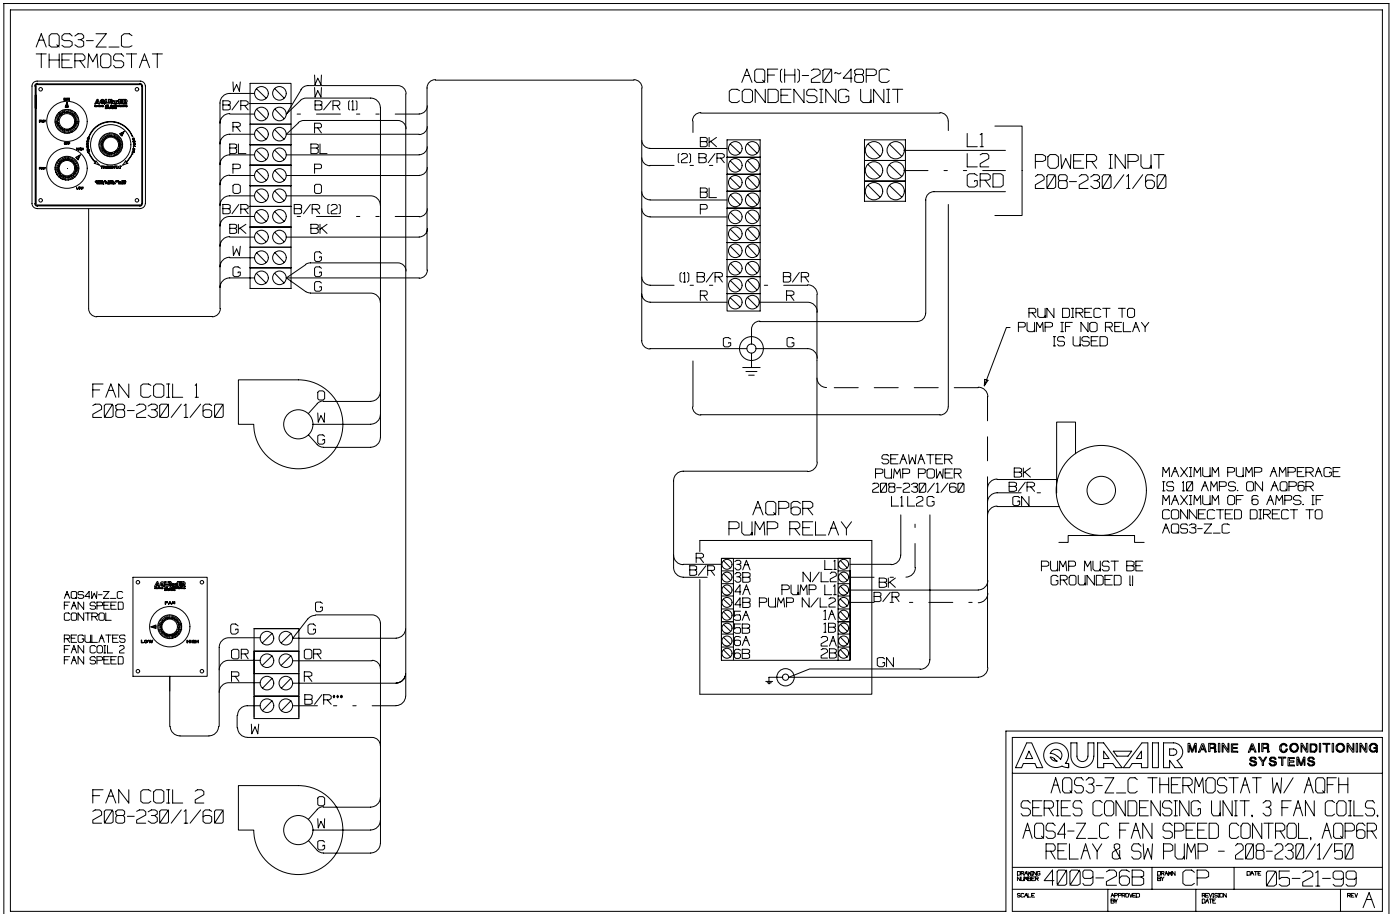 AQS3-Z_C
THERMOSTAT
W
B/R
R
BL
P
O
B/R
BK
W
G
W
W
B/R (1)
R
BL
P
O
B/R (2)
BK
G
G
G
FAN COIL 1
208-230/1/60
O
W
G
AQF(H)-20~48PC
CONDENSING UNIT
BK
(2) B/R
BL
P
(1) B/R
R
B/R
R
G
G
L1
L2
GRD
POWER INPUT
208-230/1/60
RUN DIRECT TO
PUMP IF NO RELAY
IS USED
SEAWATER
PUMP POWER
208-230/1/60
L1 L2 G
BK
B/R
GN
MAXIMUM PUMP AMPERAGE
IS 10 AMPS. ON AQP6R
MAXIMUM OF 6 AMPS. IF
CONNECTED DIRECT TO
AQS3-Z_C
PUMP MUST BE
GROUNDED !!
AQP6R
PUMP RELAY
R
B/R
3A
3B
4A
4B
5A
5B
6A
6B
L1
N/L2
PUMP L1
PUMP N/L2
1A
1B
2A
2B
BK
B/R
GN
AQUA-AIR
FAN
LOW
HIGH
AQS4W-Z_C
FAN SPEED
CONTROL
REGULATES
FAN COIL 2
FAN SPEED
G
OR
R
G
G
OR
R
B/R***
W
FAN COIL 2
208-230/1/60
O
W
G
AQUA-AIR MARINE AIR CONDITIONING
SYSTEMS
AQS3-Z_C THERMOSTAT W/ AQFH
SERIES CONDENSING UNIT, 3 FAN COILS,
AQS4-Z_C FAN SPEED CONTROL, AQP6R
RELAY & SW PUMP - 208-230/1/50
DRAWING NUMBER 4009-26B DRAWN BY CP DATE 05-21-99
SCALE APPROVED BY REVISION DATE REV A